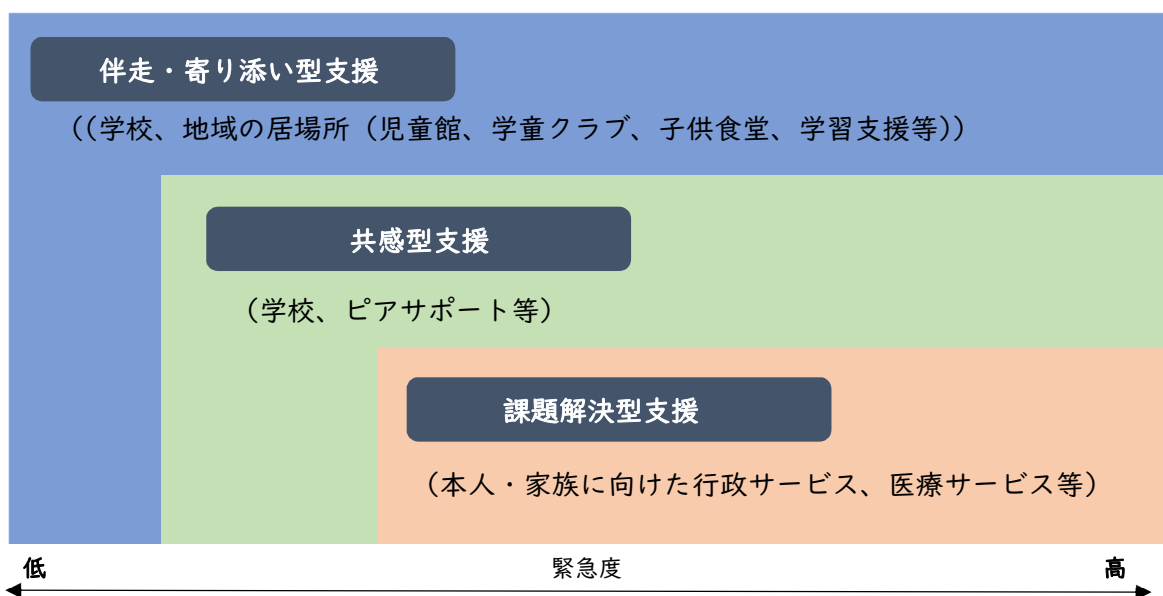 伴走・寄り添い型支援
((学校、地域の居場所（児童館、学童クラブ、子供食堂、学習支援等))
共感型支援
（学校、ピアサポート等）
課題解決型支援
（本人・家族に向けた行政サービス、医療サービス等）
低 緊急度 高